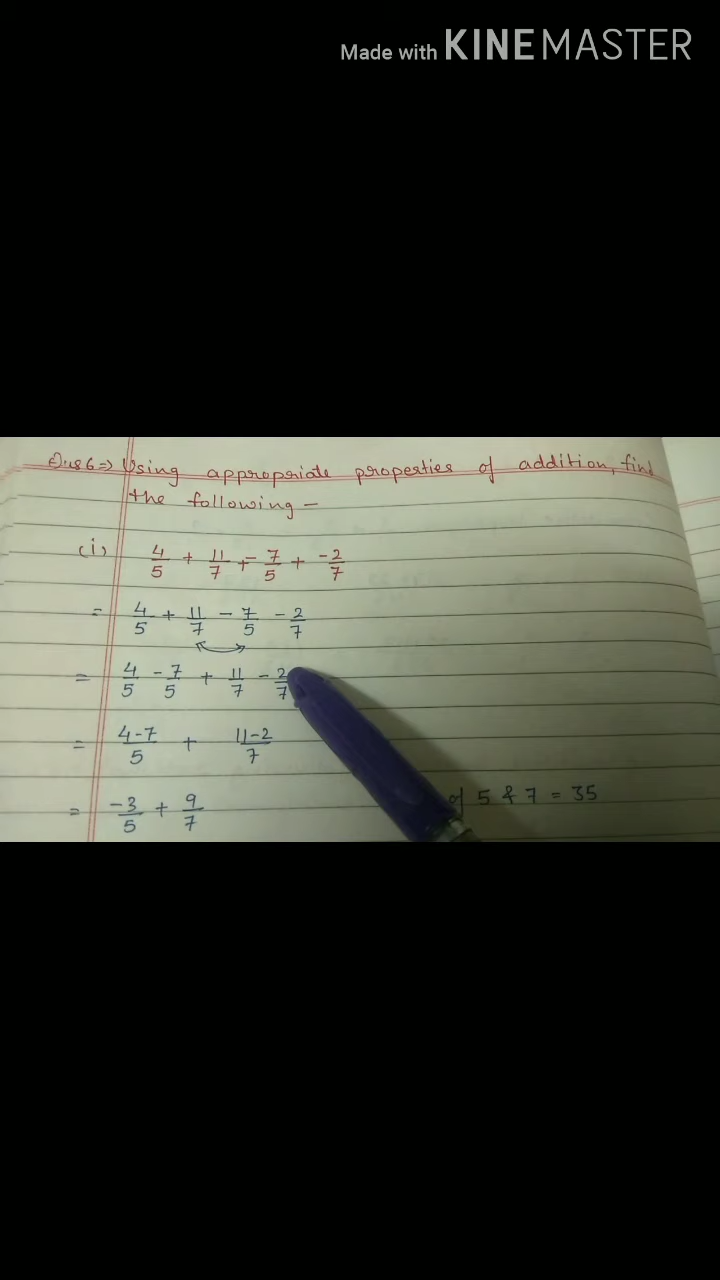 Made with KINEMASTER
Ques 6 => Using appropriate properties of addition, find
the following -
(i) 4/5 + 11/7 + -7/5 + -2/7
= 4/5 + 11/7 - 7/5 - 2/7
= 4/5 - 7/5 + 11/7 - 2/7
= 4-7/5 + 11-2/7
= -3/5 + 9/7
of 5 & 7 = 35